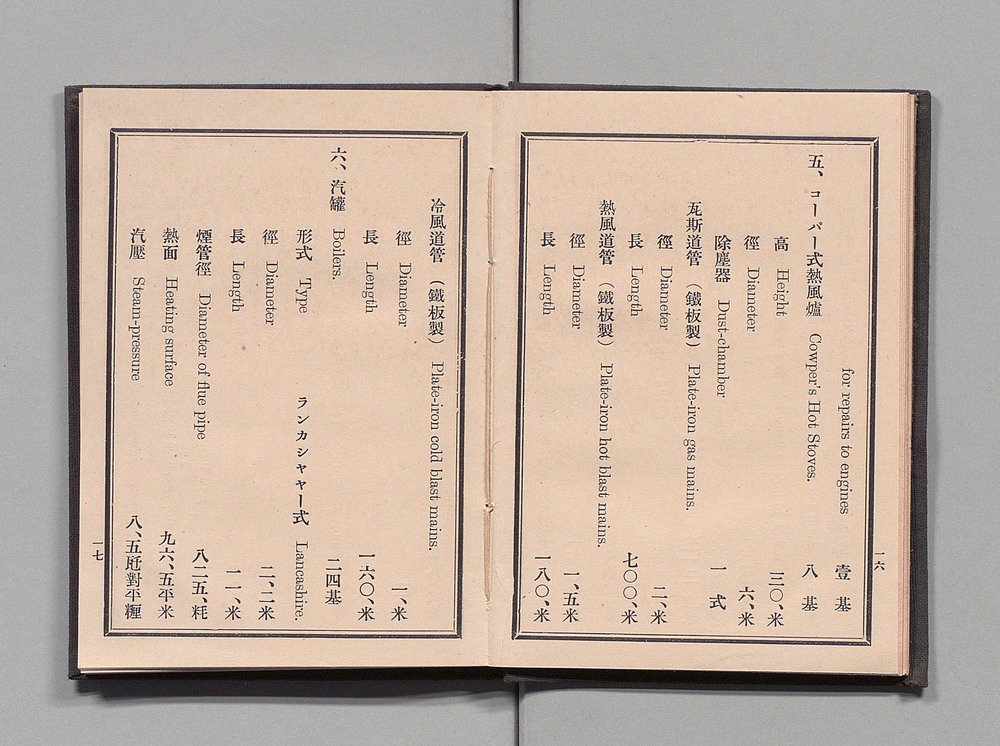 for repairs to engines 壹基
五、コーパー式熱風爐 Cowper's Hot Stoves. 八基
高 Height 三〇、米
徑 Diameter 六、米
除塵器 Dust-chamber 一式
瓦斯道管(鐵板製) Plate-iron gas mains.
徑 Diameter 二、米
長 Length 七〇〇、米
熱風道管(鐵板製) Plate-iron hot blast mains.
徑 Diameter 一、五米
長 Length 一八〇、米
一六
冷風道管(鐵板製) Plate-iron cold blast mains.
徑 Diameter 一、米
長 Length 一六〇、米
六、汽罐 Boilers. 二四基
形式 Type ランカシャャー式 Lancashire.
徑 Diameter 二、二米
長 Length 一一、米
煙管徑 Diameter of flue pipe 八二五、粍
熱面 Heating surface 九六、五平米
汽壓 Steam-pressure 八、五瓩對平糎
一七